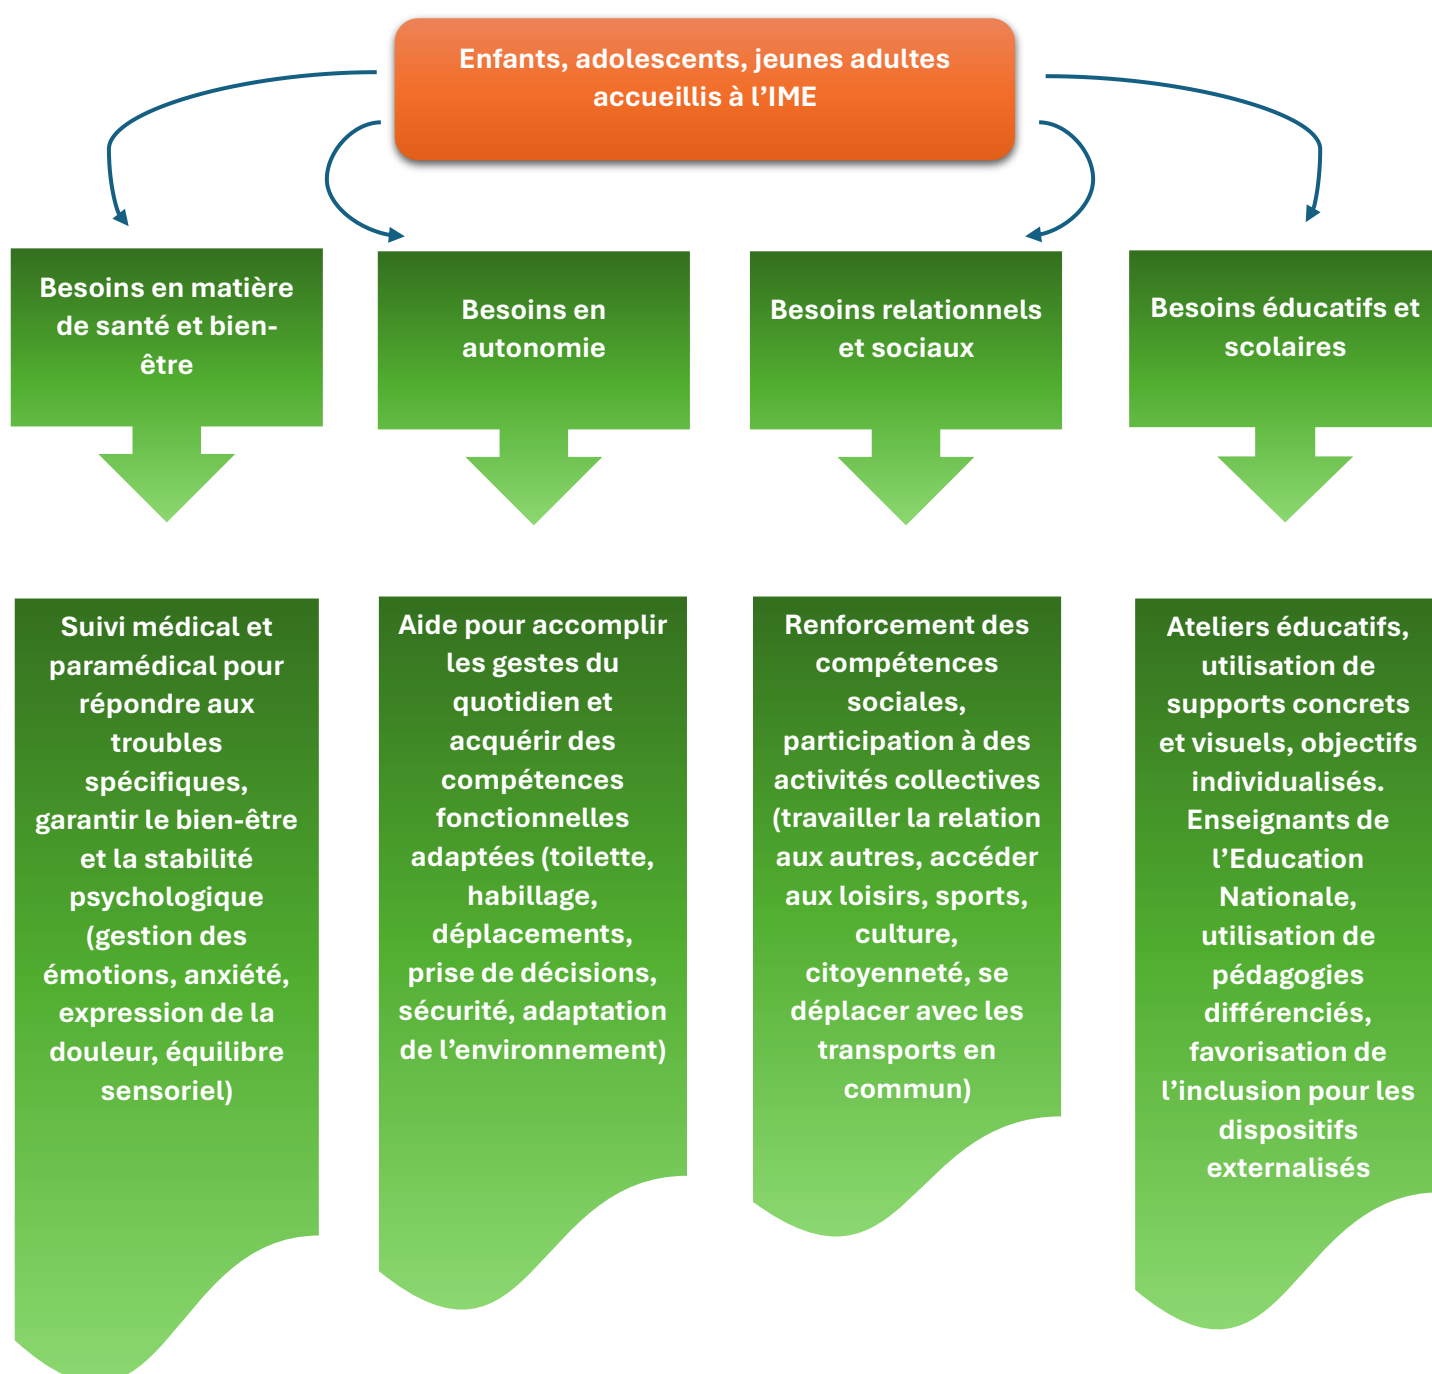 Enfants, adolescents, jeunes adultes
accueillis à l’IME
Besoins en matière
de santé et bien-
être
Besoins en
autonomie
Besoins relationnels
et sociaux
Besoins éducatifs et
scolaires
Suivi médical et
paramédical pour
répondre aux
troubles
spécifiques,
garantir le bien-être
et la stabilité
psychologique
(gestion des
émotions, anxiété,
expression de la
douleur, équilibre
sensoriel)
Aide pour accomplir
les gestes du
quotidien et
acquérir des
compétences
fonctionnelles
adaptées (toilette,
habillage,
déplacements,
prise de décisions,
sécurité, adaptation
de l’environnement)
Renforcement des
compétences
sociales,
participation à des
activités collectives
(travailler la relation
aux autres, accéder
aux loisirs, sports,
culture,
citoyenneté, se
déplacer avec les
transports en
commun)
Ateliers éducatifs,
utilisation de
supports concrets
et visuels, objectifs
individualisés.
Enseignants de
l’Education
Nationale,
utilisation de
pédagogies
différenciés,
favorisation de
l’inclusion pour les
dispositifs
externalisés